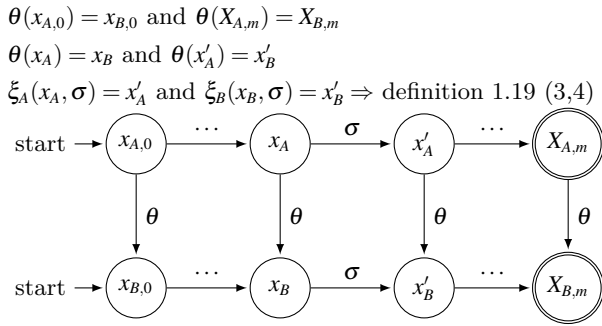 θ(x_{A,0}) = x_{B,0} and θ(X_{A,m}) = X_{B,m}
θ(x_A) = x_B and θ(x'_A) = x'_B
ξ_A(x_A, σ) = x'_A and ξ_B(x_B, σ) = x'_B ⇒ definition 1.19 (3,4)
start x_{A,0} ⋯ x_A σ x'_A ⋯ X_{A,m}
θ θ θ θ
start x_{B,0} ⋯ x_B σ x'_B ⋯ X_{B,m}